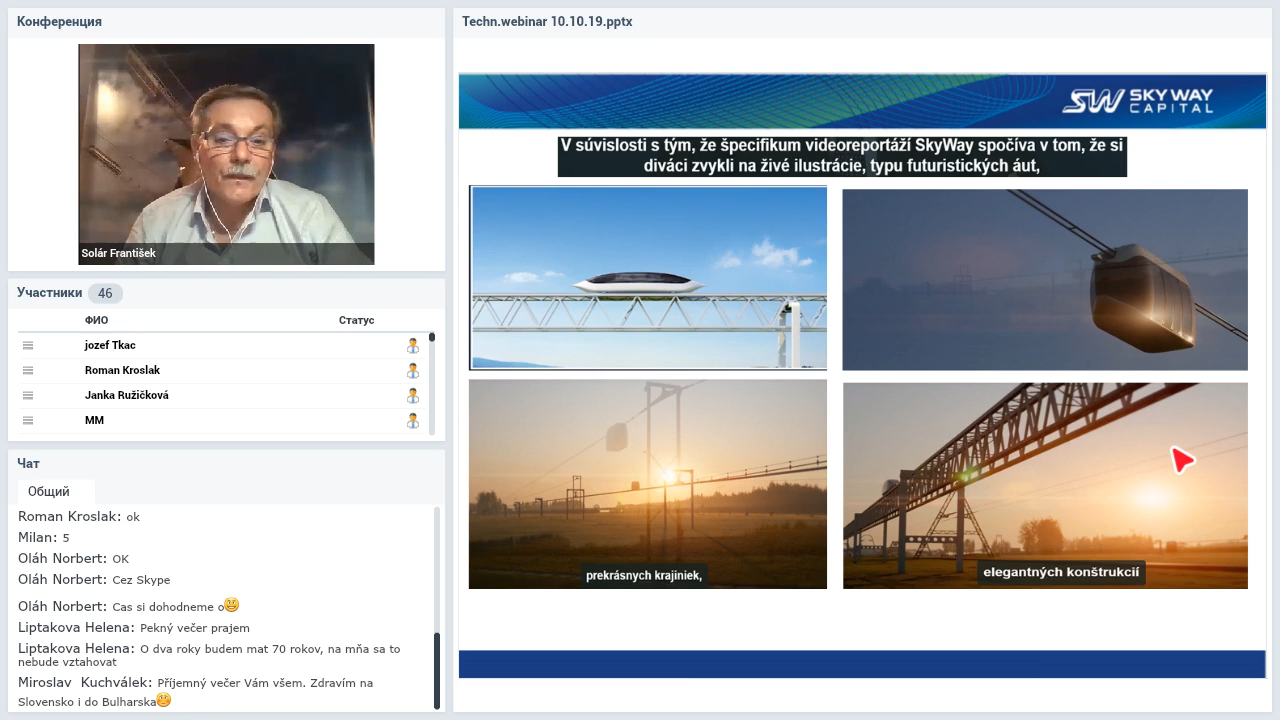 Конференция
Solár František
Участники 46
ФИО Статус
jozef Tkac
Roman Kroslak
Janka Ružičková
MM
Чат
Общий
Roman Kroslak: ok
Milan: 5
Oláh Norbert: OK
Oláh Norbert: Cez Skype
Oláh Norbert: Cas si dohodneme o
Liptakova Helena: Pekný večer prajem
Liptakova Helena: O dva roky budem mat 70 rokov, na mňa sa to
nebude vztahovat
Miroslav Kuchválek: Příjemný večer Vám všem. Zdravím na
Slovensko i do Bulharska
Techn.webinar 10.10.19.pptx
SW SKY WAY
CAPITAL
V súvislosti s tým, že špecifikum videoreportáží SkyWay spočíva v tom, že si
diváci zvykli na živé ilustrácie, typu futuristických áut,
prekrásnych krajiniek,
elegantných konštrukcií